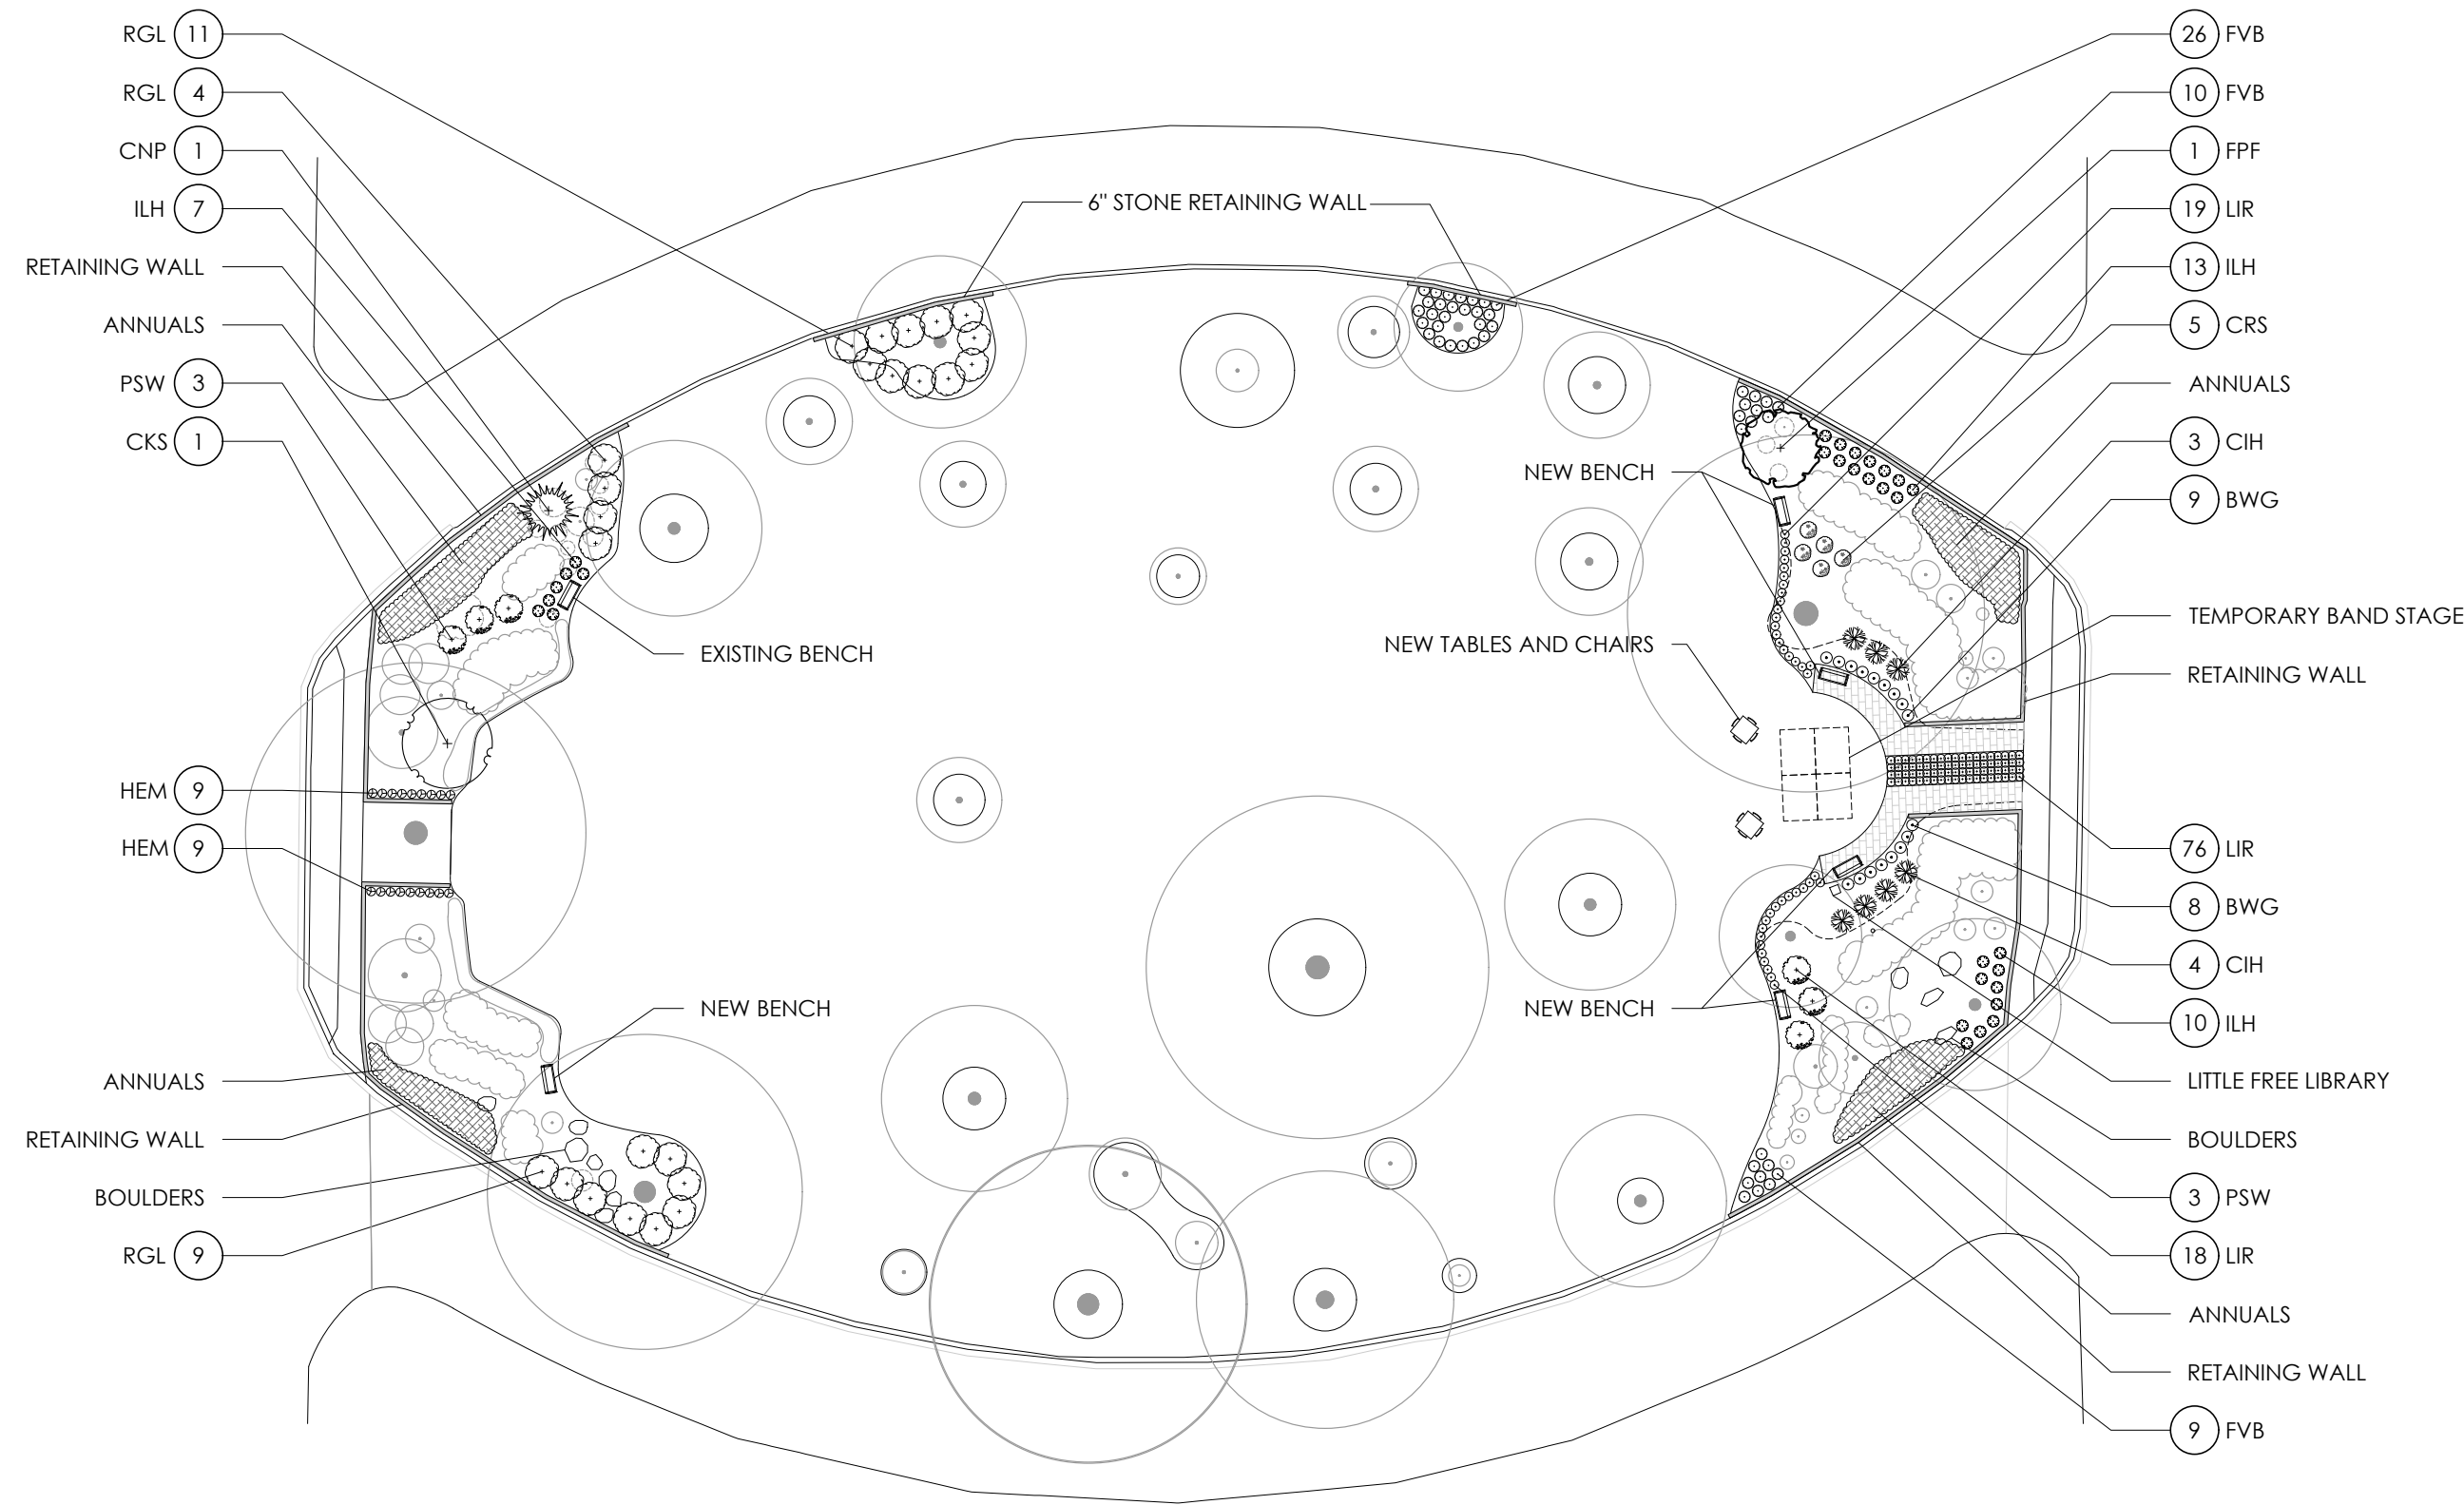 RGL 11
RGL 4
CNP 1
ILH 7
RETAINING WALL
ANNUALS
PSW 3
CKS 1
HEM 9
HEM 9
ANNUALS
RETAINING WALL
BOULDERS
RGL 9
6" STONE RETAINING WALL
EXISTING BENCH
NEW BENCH
NEW BENCH
NEW TABLES AND CHAIRS
NEW BENCH
26 FVB
10 FVB
1 FPF
19 LIR
13 ILH
5 CRS
ANNUALS
3 CIH
9 BWG
TEMPORARY BAND STAGE
RETAINING WALL
76 LIR
8 BWG
4 CIH
10 ILH
LITTLE FREE LIBRARY
BOULDERS
3 PSW
18 LIR
ANNUALS
RETAINING WALL
9 FVB